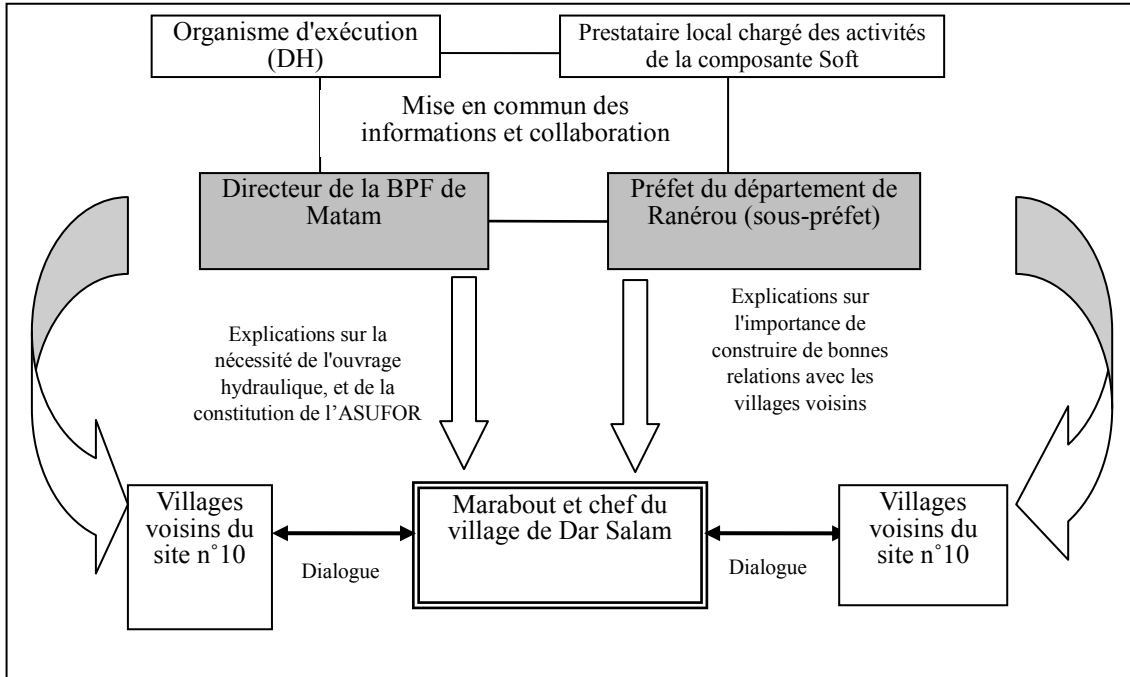 Organisme d'exécution
(DH)
Prestataire local chargé des activités
de la composante Soft
Mise en commun des
informations et collaboration
Directeur de la BPF de
Matam
Préfet du département de
Ranérou (sous-préfet)
Explications sur la
nécessité de l'ouvrage
hydraulique, et de la
constitution de l’ASUFOR
Explications sur
l'importance de
construire de bonnes
relations avec les
villages voisins
Villages
voisins du
site n°10
Dialogue
Marabout et chef du
village de Dar Salam
Dialogue
Villages
voisins du
site n°10